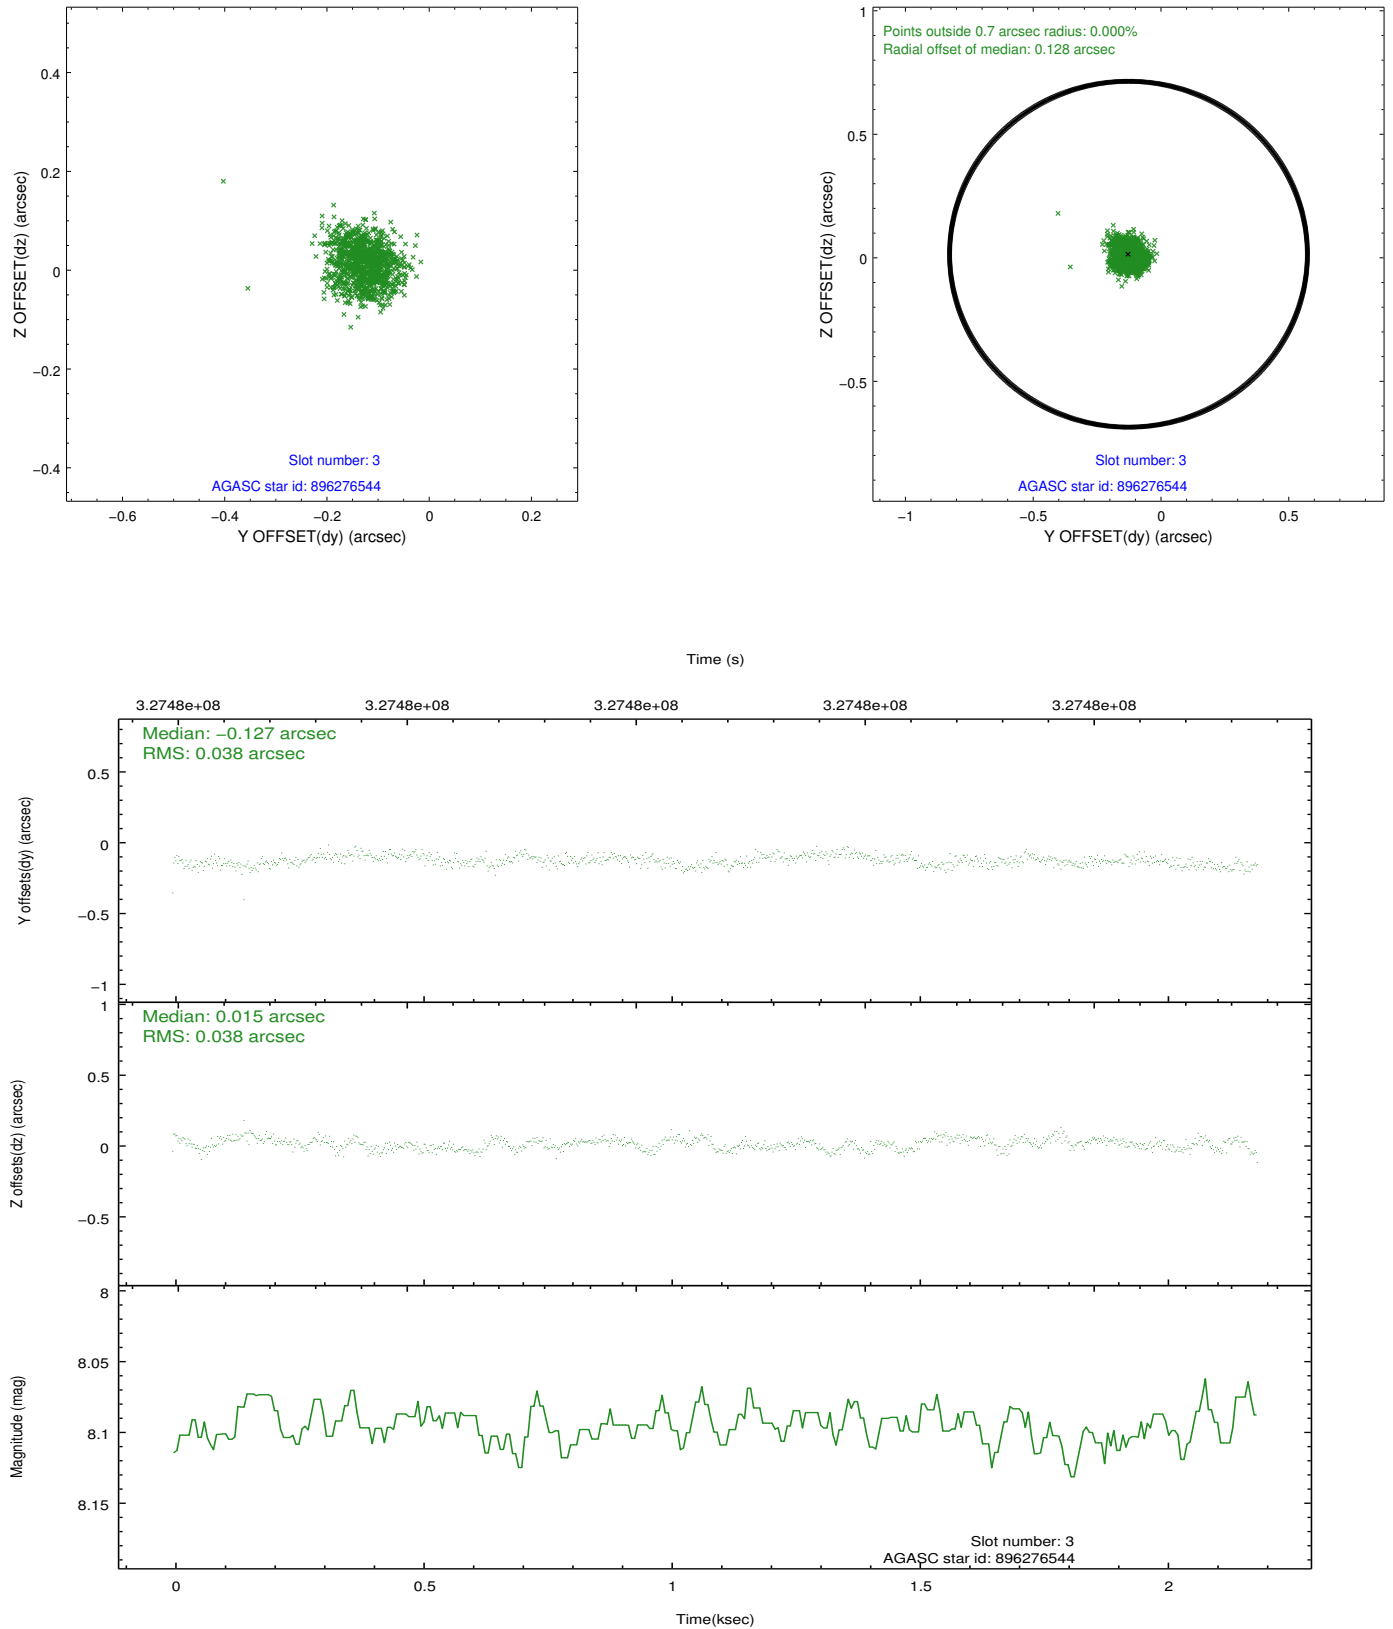 0.4
0.2
0
−0.2
−0.4
Z OFFSET(dz) (arcsec)
Slot number: 3
AGASC star id: 896276544
−0.6
−0.4
−0.2
0
0.2
Y OFFSET(dy) (arcsec)
Points outside 0.7 arcsec radius: 0.000%
Radial offset of median: 0.128 arcsec
1
0.5
0
−0.5
Z OFFSET(dz) (arcsec)
Slot number: 3
AGASC star id: 896276544
−1
−0.5
0
0.5
Y OFFSET(dy) (arcsec)
Time (s)
3.2748e+08
3.2748e+08
3.2748e+08
3.2748e+08
3.2748e+08
Median: −0.127 arcsec
RMS: 0.038 arcsec
0.5
0
−0.5
−1
Y offsets(dy) (arcsec)
Median: 0.015 arcsec
RMS: 0.038 arcsec
1
0.5
0
−0.5
Z offsets(dz) (arcsec)
8
8.05
8.1
8.15
Magnitude (mag)
Slot number: 3
AGASC star id: 896276544
0
0.5
1
1.5
2
Time(ksec)